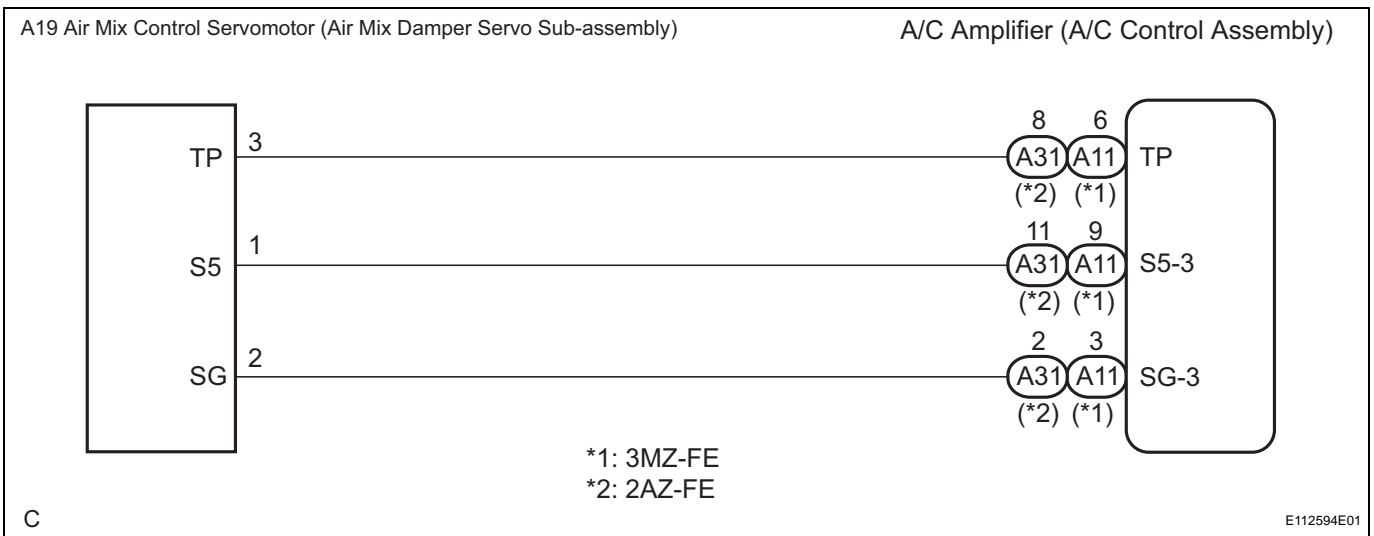 A19 Air Mix Control Servomotor (Air Mix Damper Servo Sub-assembly)
A/C Amplifier (A/C Control Assembly)
8 6
TP 3 A31 A11 TP
(*2) (*1)
11 9
S5 1 A31 A11 S5-3
(*2) (*1)
2 3
SG 2 A31 A11 SG-3
(*2) (*1)
*1: 3MZ-FE
*2: 2AZ-FE
C
E112594E01